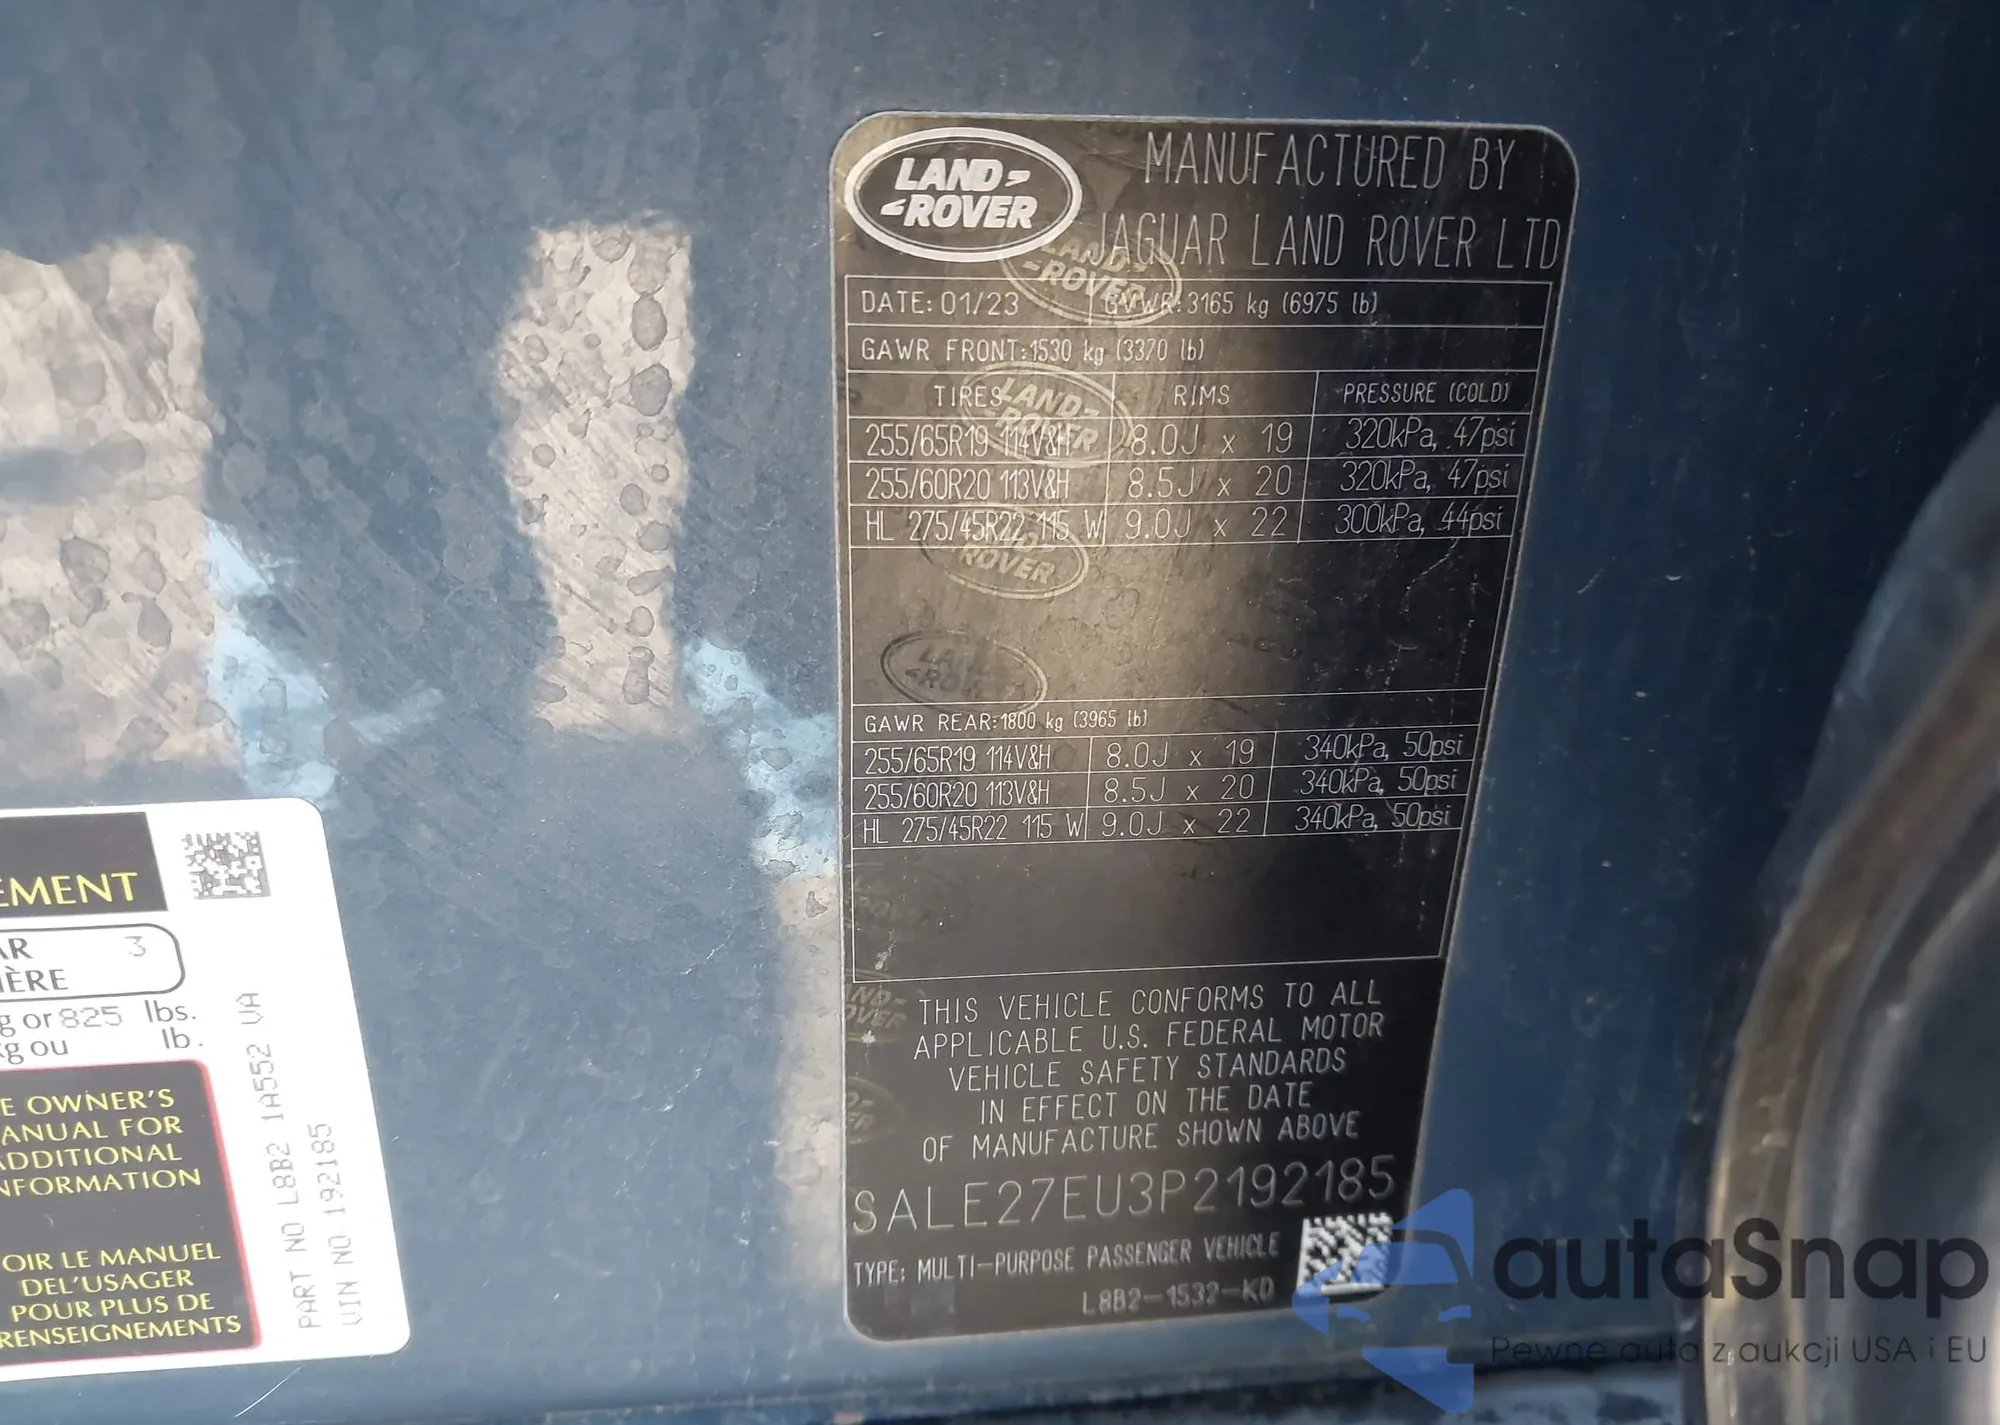 LAND-
-ROVER
MANUFACTURED BY
JAGUAR LAND ROVER LTD
DATE: 01/23 GVWR: 3165 kg (6975 lb)
GAWR FRONT: 1530 kg (3370 lb)
TIRES RIMS PRESSURE (COLD)
255/65R19 114V&H 8.0J x 19 320kPa, 47psi
255/60R20 113V&H 8.5J x 20 320kPa, 47psi
HL 275/45R22 115 W 9.0J x 22 300kPa, 44psi
GAWR REAR: 1800 kg (3965 lb)
255/65R19 114V&H 8.0J x 19 340kPa, 50psi
255/60R20 113V&H 8.5J x 20 340kPa, 50psi
HL 275/45R22 115 W 9.0J x 22 340kPa, 50psi
THIS VEHICLE CONFORMS TO ALL
APPLICABLE U.S. FEDERAL MOTOR
VEHICLE SAFETY STANDARDS
IN EFFECT ON THE DATE
OF MANUFACTURE SHOWN ABOVE
SALE27EU3P2192185
TYPE: MULTI-PURPOSE PASSENGER VEHICLE
L8B2-1532-KD
EMENT
AR 3
IÈRE
g or 825 lbs.
kg ou lb.
E OWNER'S
ANUAL FOR
ADDITIONAL
NFORMATION
OIR LE MANUEL
DEL'USAGER
POUR PLUS DE
RENSEIGNEMENTS
PART NO L8B2 1A552 VA
VIN NO 192185
autaSnap
Pewne auta z aukcji USA i EU